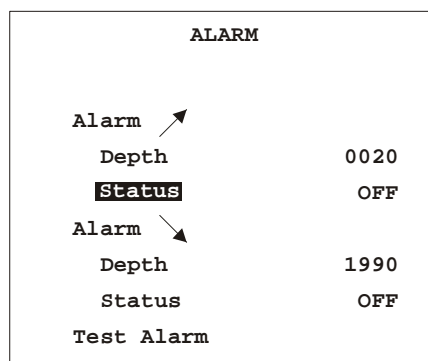 ALARM
Alarm
Depth 0020
Status OFF
Alarm
Depth 1990
Status OFF
Test Alarm